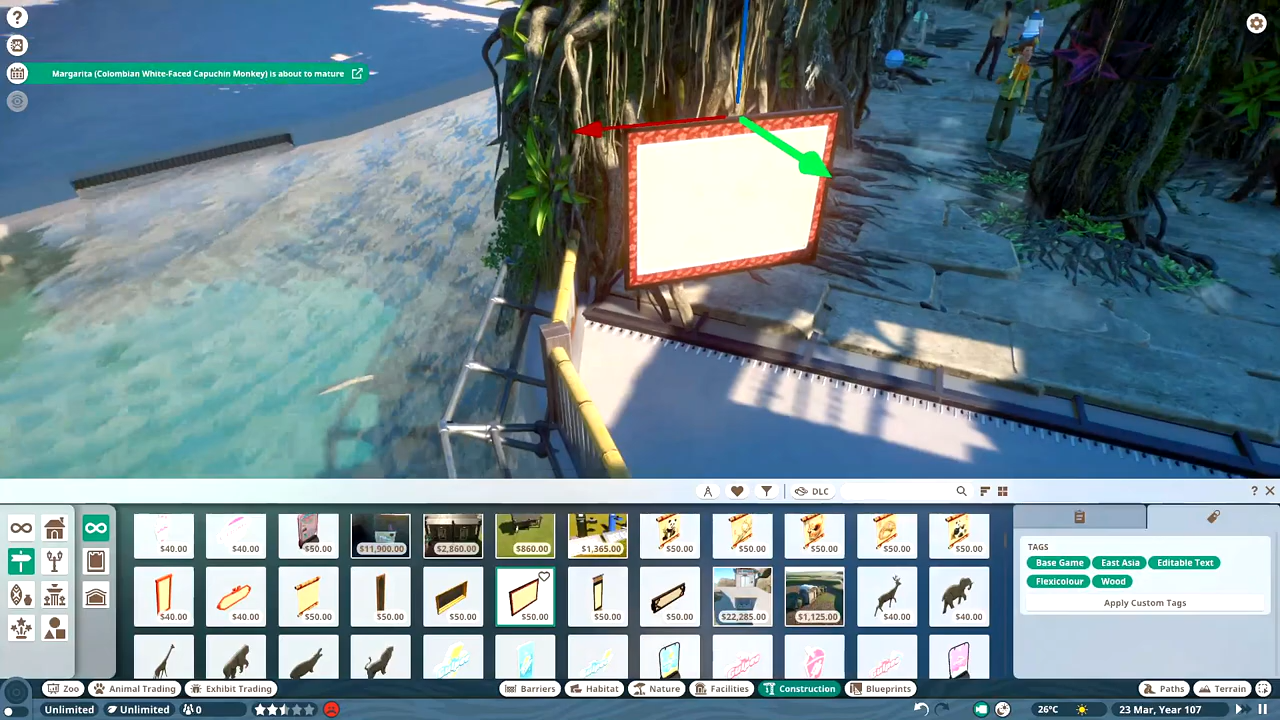 ?
Margarita (Colombian White-Faced Capuchin Monkey) is about to mature
DLC
? ×
$40.00 $40.00 $50.00 $11,900.00 $2,860.00 $860.00 $1,365.00 $50.00 $50.00 $50.00 $50.00 $50.00
$40.00 $40.00 $50.00 $50.00 $50.00 $50.00 $50.00 $50.00 $22,285.00 $1,125.00 $40.00 $40.00
TAGS
Base Game East Asia Editable Text
Flexicolour Wood
Apply Custom Tags
Zoo Animal Trading Exhibit Trading Barriers Habitat Nature Facilities Construction Blueprints Paths Terrain
Unlimited Unlimited 0 26°C 23 Mar, Year 107